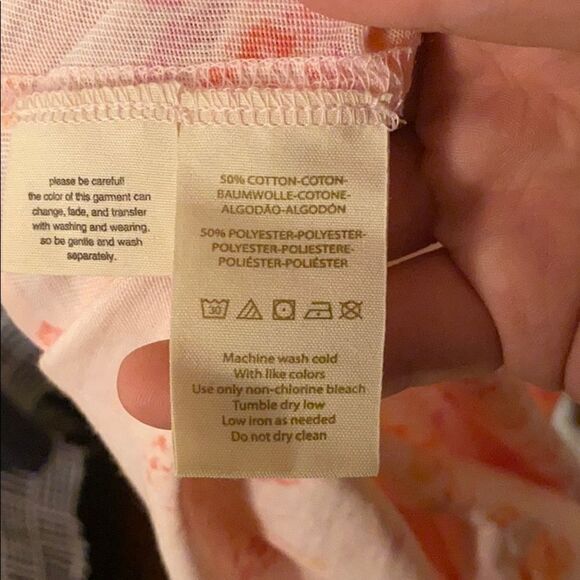 please be careful!
the color of this garment can
change, fade, and transfer
with washing and wearing,
so be gentle and wash
separately.
50% COTTON-COTON-
BAUMWOLLE-COTONE-
ALGODÃO-ALGODÓN
50% POLYESTER-POLYESTER-
POLYESTER-POLIESTERE-
POLIÉSTER-POLIÉSTER
30
Machine wash cold
With like colors
Use only non-chlorine bleach
Tumble dry low
Low iron as needed
Do not dry clean